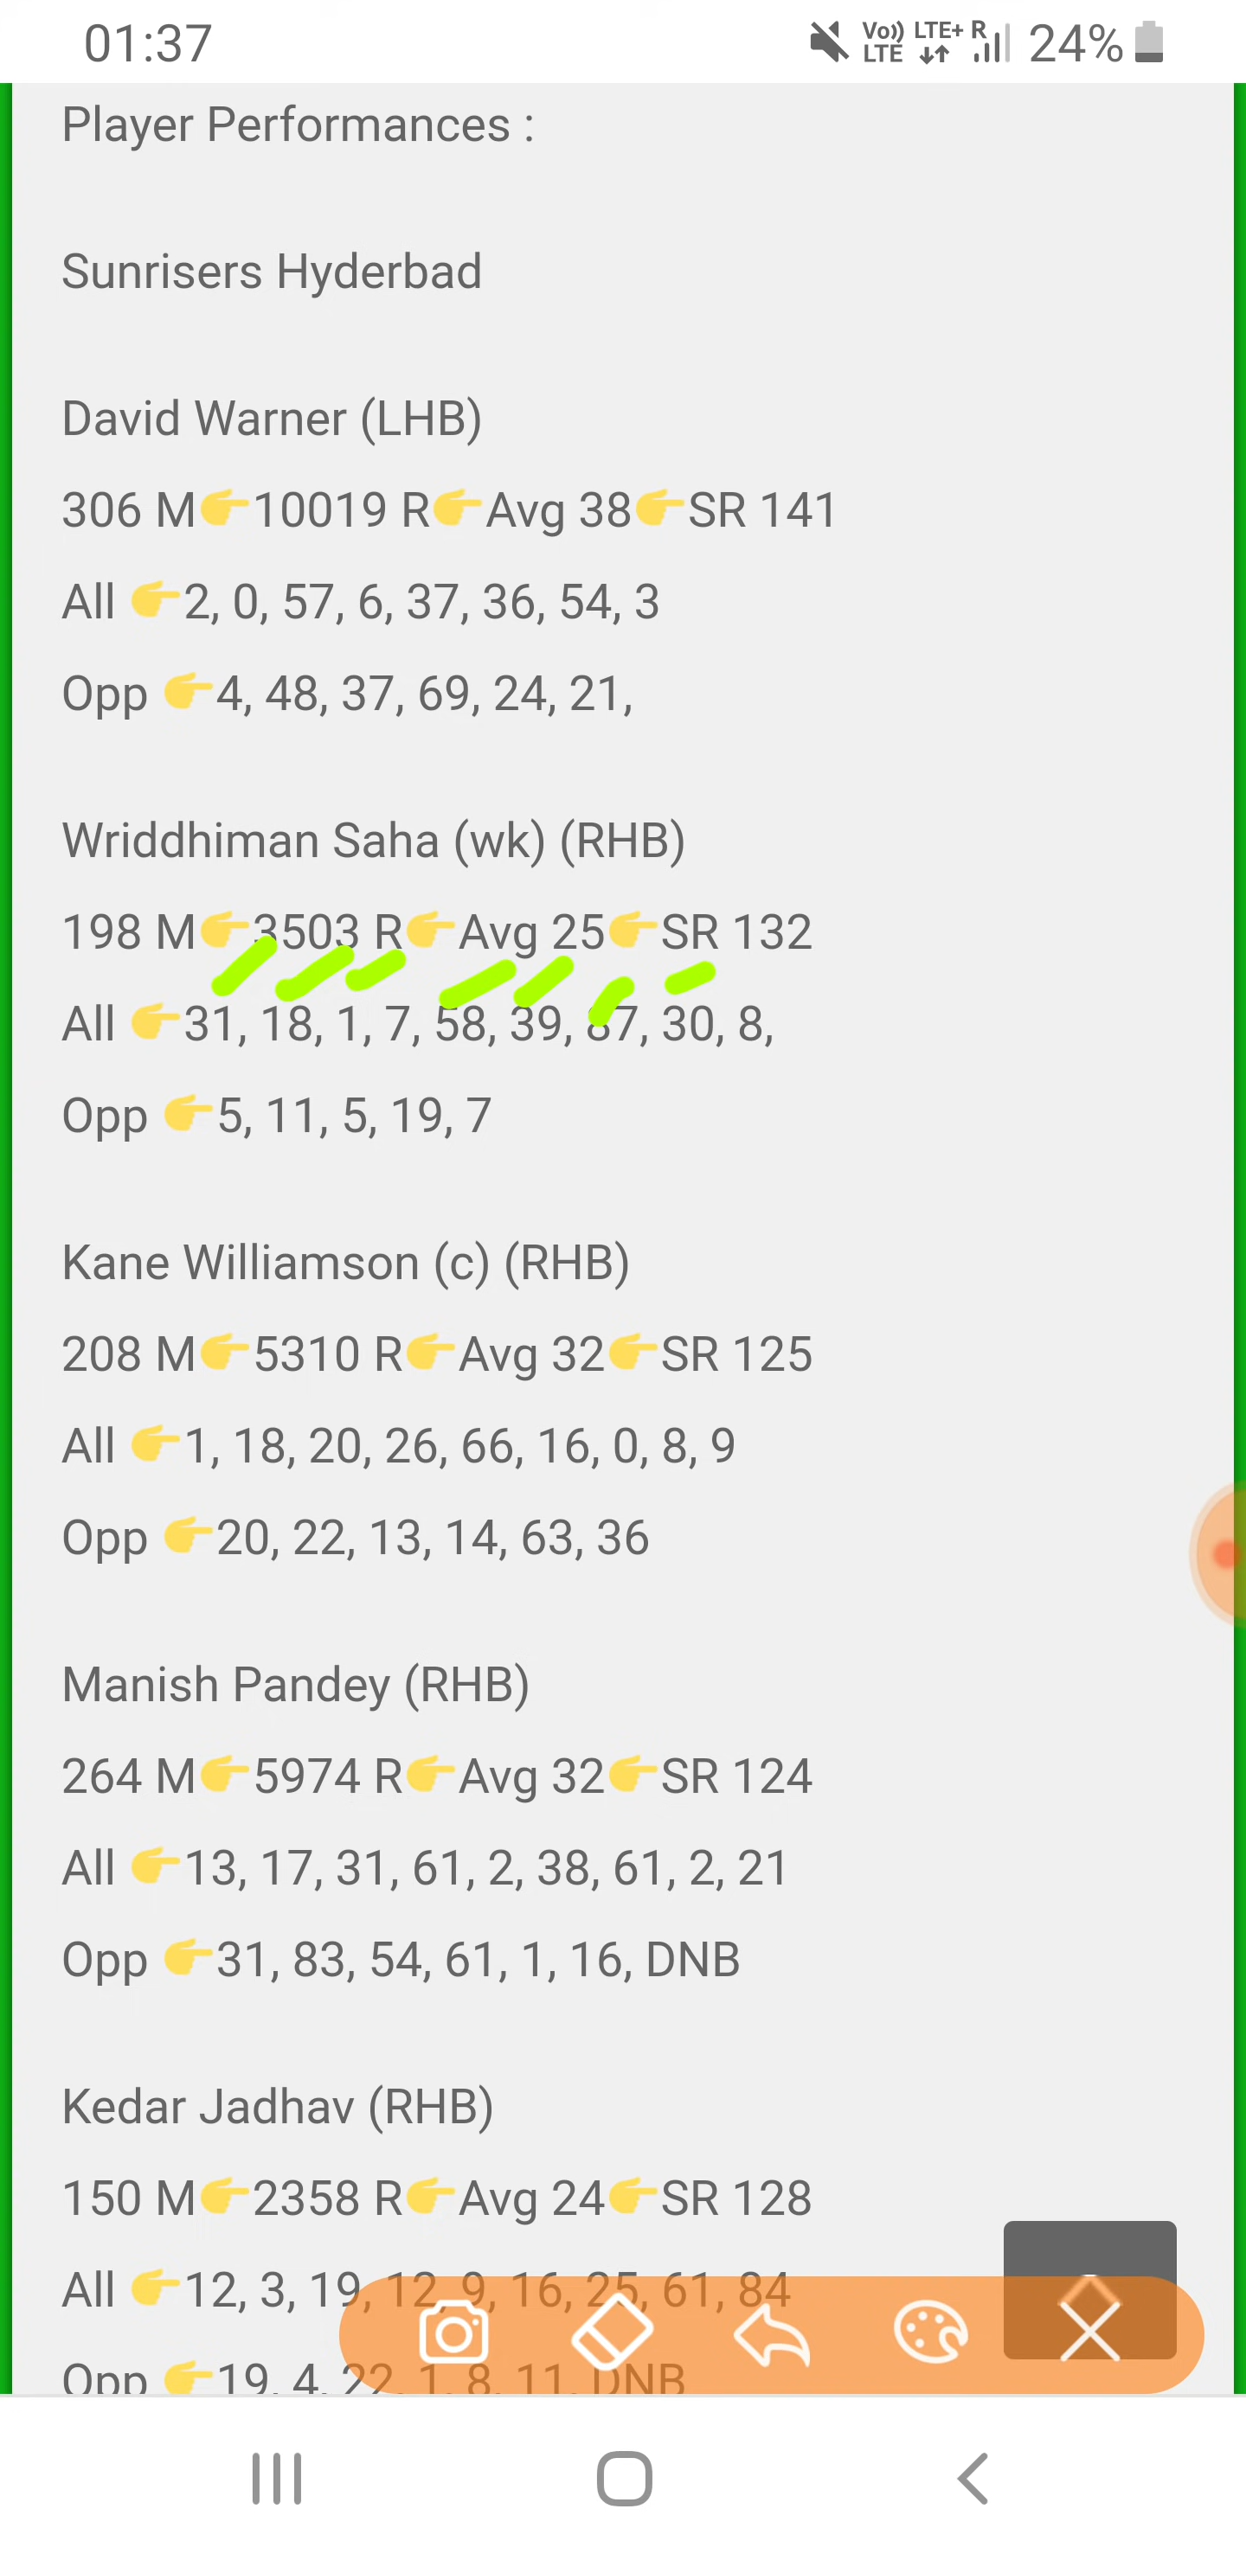 01:37 Vo)) LTE LTE+ R 24%
Player Performances :
Sunrisers Hyderbad
David Warner (LHB)
306 M👉10019 R👉Avg 38👉SR 141
All 👉2, 0, 57, 6, 37, 36, 54, 3
Opp 👉4, 48, 37, 69, 24, 21,
Wriddhiman Saha (wk) (RHB)
198 M👉3503 R👉Avg 25👉SR 132
All 👉31, 18, 1, 7, 58, 39, 87, 30, 8,
Opp 👉5, 11, 5, 19, 7
Kane Williamson (c) (RHB)
208 M👉5310 R👉Avg 32👉SR 125
All 👉1, 18, 20, 26, 66, 16, 0, 8, 9
Opp 👉20, 22, 13, 14, 63, 36
Manish Pandey (RHB)
264 M👉5974 R👉Avg 32👉SR 124
All 👉13, 17, 31, 61, 2, 38, 61, 2, 21
Opp 👉31, 83, 54, 61, 1, 16, DNB
Kedar Jadhav (RHB)
150 M👉2358 R👉Avg 24👉SR 128
All 👉12, 3, 19, 12, 9, 16, 25, 61, 84
Opp 👉19, 4, 22, 1, 8, 11, DNB